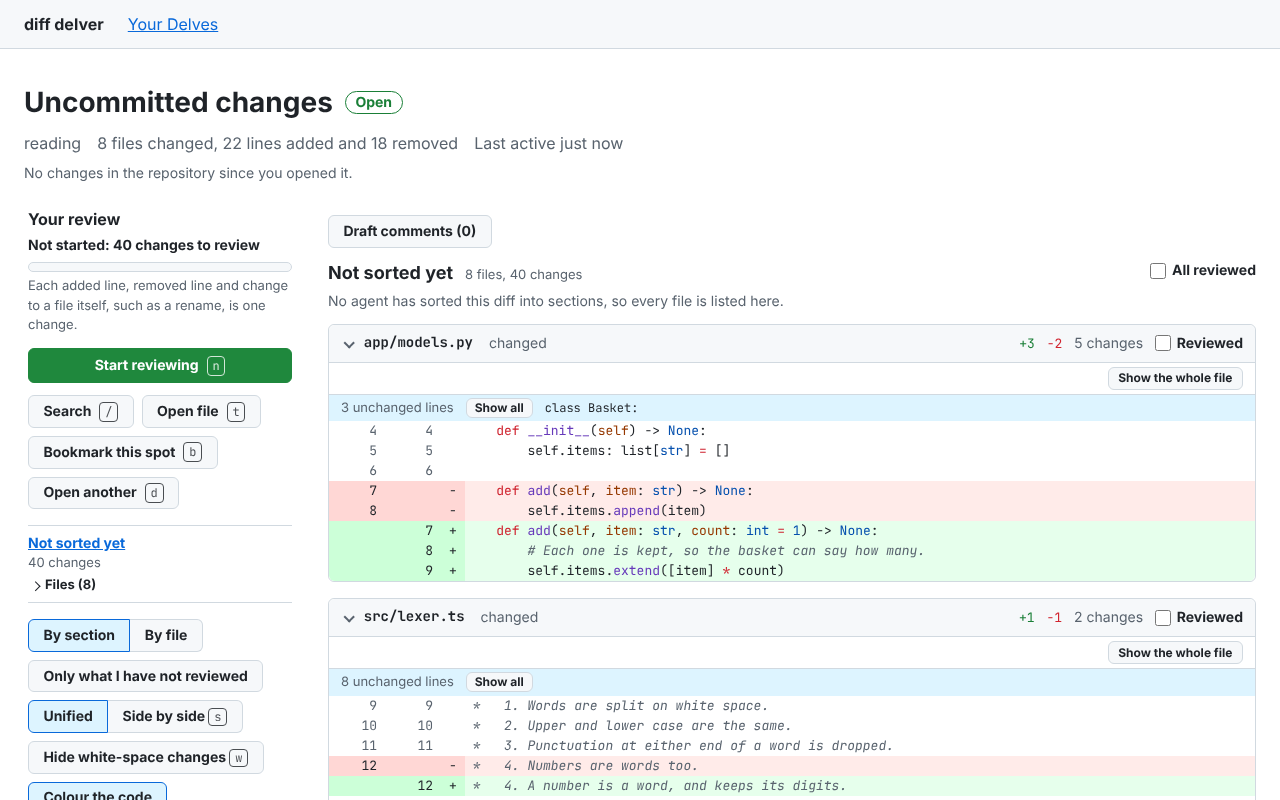 diff delver Your Delves
Uncommitted changes Open
reading 8 files changed, 22 lines added and 18 removed Last active just now
No changes in the repository since you opened it.
Your review
Not started: 40 changes to review
Each added line, removed line and change
to a file itself, such as a rename, is one
change.
Start reviewing n
Search / Open file t
Bookmark this spot b
Open another d
Not sorted yet
40 changes
Files (8)
By section By file
Only what I have not reviewed
Unified Side by side s
Hide white-space changes w
Colour the code
Draft comments (0)
Not sorted yet 8 files, 40 changes All reviewed
No agent has sorted this diff into sections, so every file is listed here.
app/models.py changed +3 -2 5 changes Reviewed
Show the whole file
3 unchanged lines Show all class Basket:
4 4 def __init__(self) -> None:
5 5 self.items: list[str] = []
6 6
7 - def add(self, item: str) -> None:
8 - self.items.append(item)
7 + def add(self, item: str, count: int = 1) -> None:
8 + # Each one is kept, so the basket can say how many.
9 + self.items.extend([item] * count)
src/lexer.ts changed +1 -1 2 changes Reviewed
Show the whole file
8 unchanged lines Show all
9 9 * 1. Words are split on white space.
10 10 * 2. Upper and lower case are the same.
11 11 * 3. Punctuation at either end of a word is dropped.
12 - * 4. Numbers are words too.
12 + * 4. A number is a word, and keeps its digits.